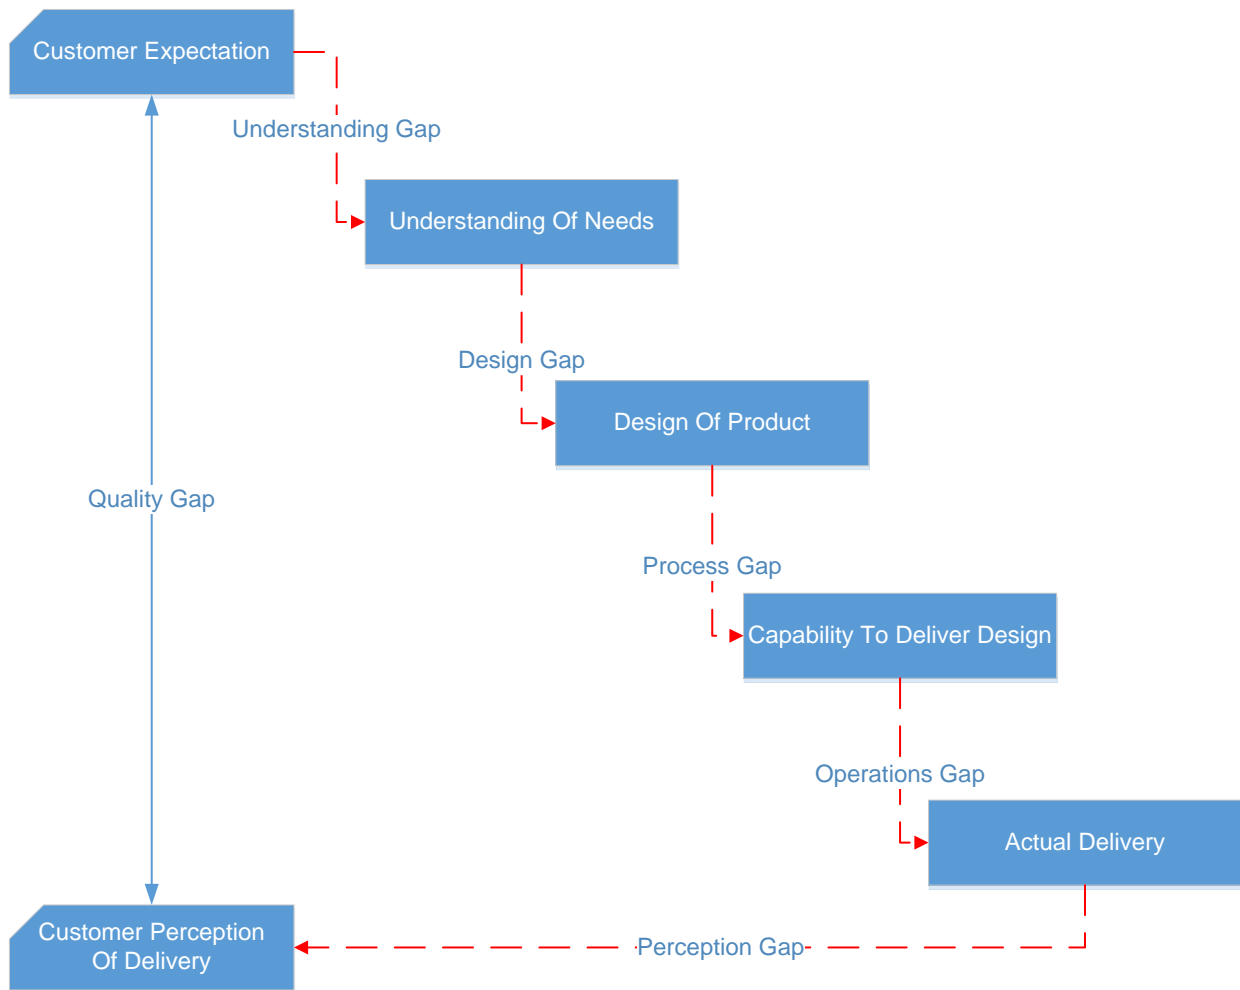 Customer Expectation
Understanding Gap
Understanding Of Needs
Design Gap
Design Of Product
Quality Gap
Process Gap
Capability To Deliver Design
Operations Gap
Actual Delivery
Customer Perception
Of Delivery
Perception Gap